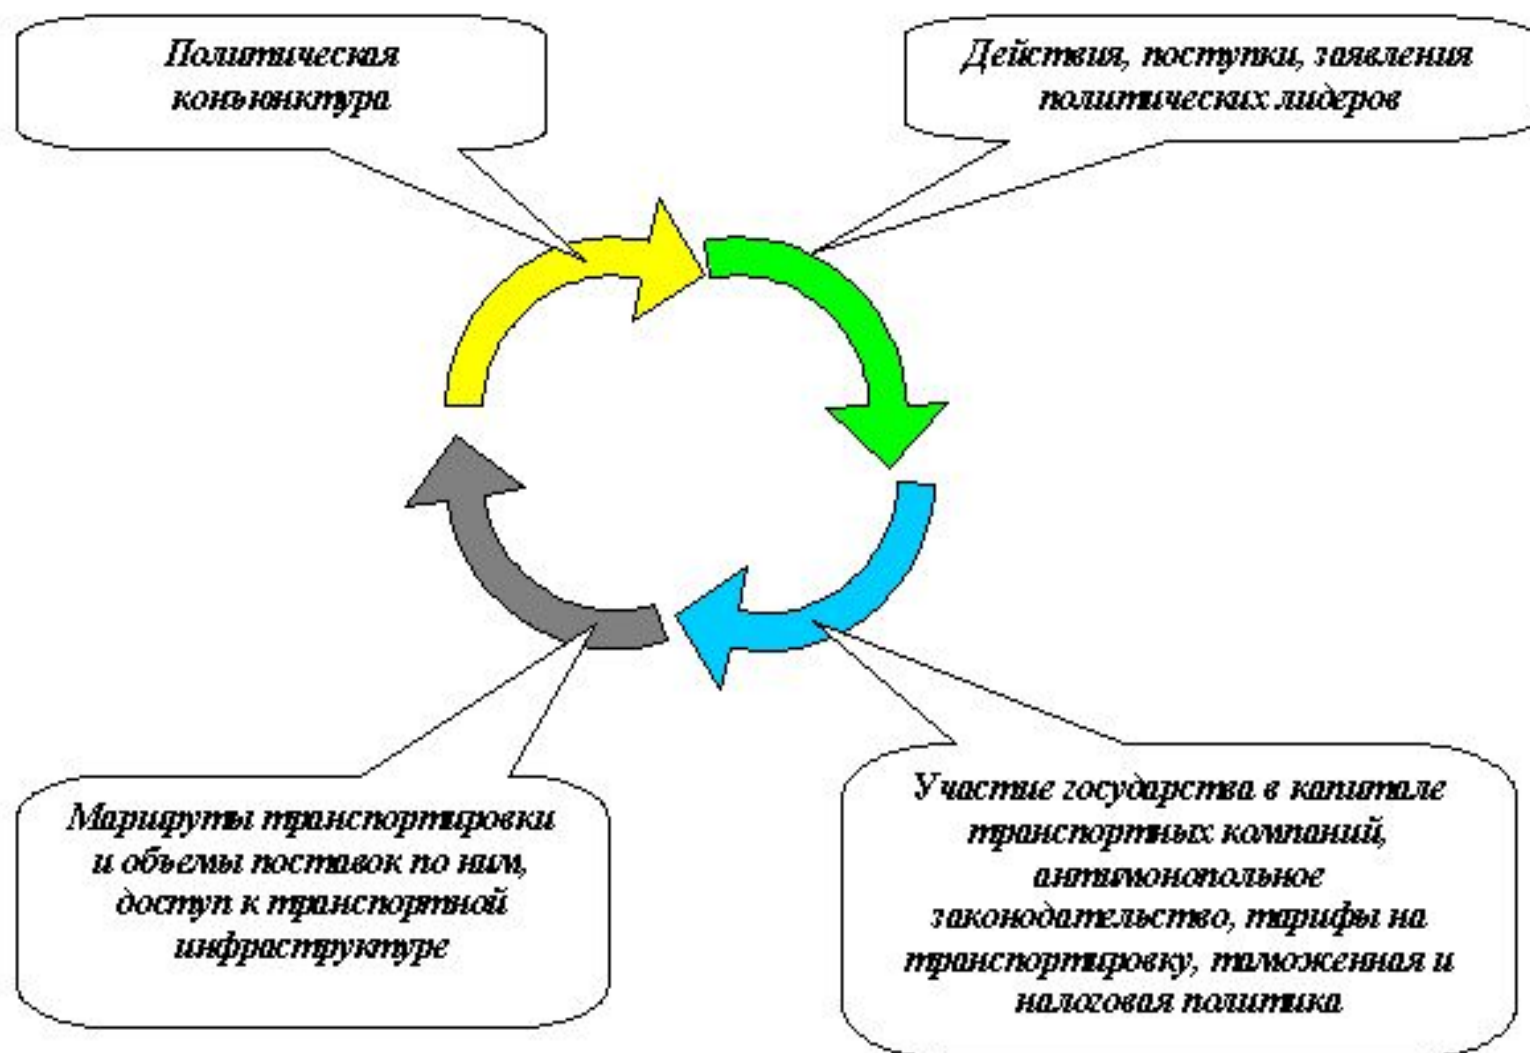 Политическая
конъюнктура
Действия, поступки, заявления
политических лидеров
Маршруты транспортировки
и объемы поставок по ним,
доступ к транспортной
инфраструктуре
Участие государства в капитале
транспортных компаний,
антимонопольное
законодательство, тарифы на
транспортировку, таможенная и
налоговая политика